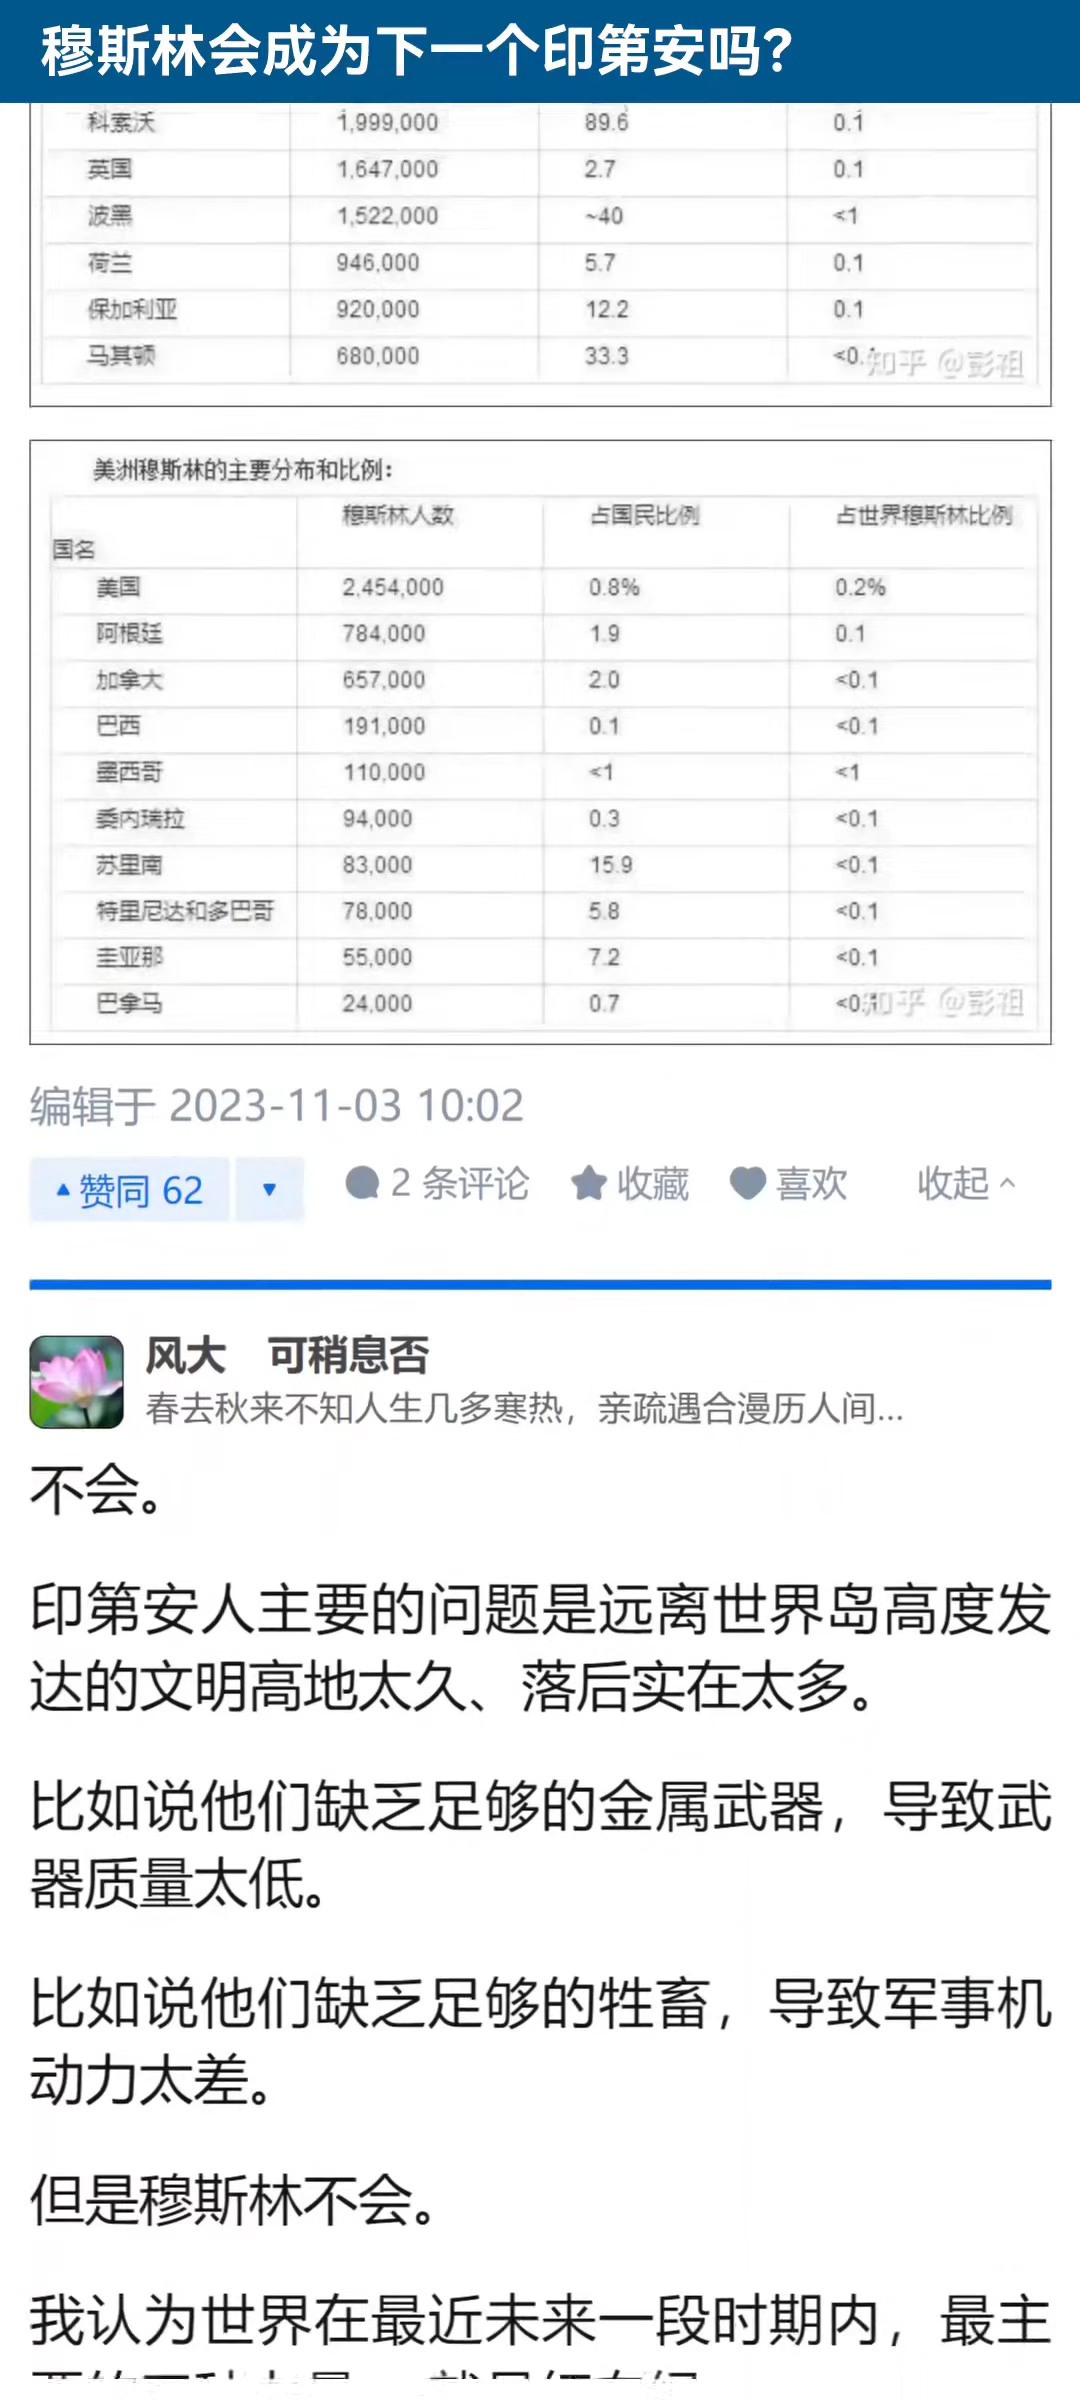 穆斯林会成为下一个印第安吗?
科索沃 1,999,000 89.6 0.1
英国 1,647,000 2.7 0.1
波黑 1,522,000 ~40 <1
荷兰 946,000 5.7 0.1
保加利亚 920,000 12.2 0.1
马其顿 680,000 33.3 <0.1
知乎 @彭祖
美洲穆斯林的主要分布和比例：
国名 穆斯林人数 占国民比例 占世界穆斯林比例
美国 2,454,000 0.8% 0.2%
阿根廷 784,000 1.9 0.1
加拿大 657,000 2.0 <0.1
巴西 191,000 0.1 <0.1
墨西哥 110,000 <1 <1
委内瑞拉 94,000 0.3 <0.1
苏里南 83,000 15.9 <0.1
特里尼达和多巴哥 78,000 5.8 <0.1
圭亚那 55,000 7.2 <0.1
巴拿马 24,000 0.7 <0.1
知乎 @彭祖
编辑于 2023-11-03 10:02
赞同 62 2 条评论 收藏 喜欢 收起
风大 可稍息否
春去秋来不知人生几多寒热，亲疏遇合漫历人间...
不会。
印第安人主要的问题是远离世界岛高度发
达的文明高地太久、落后实在太多。
比如说他们缺乏足够的金属武器，导致武
器质量太低。
比如说他们缺乏足够的牲畜，导致军事机
动力太差。
但是穆斯林不会。
我认为世界在最近未来一段时期内，最主